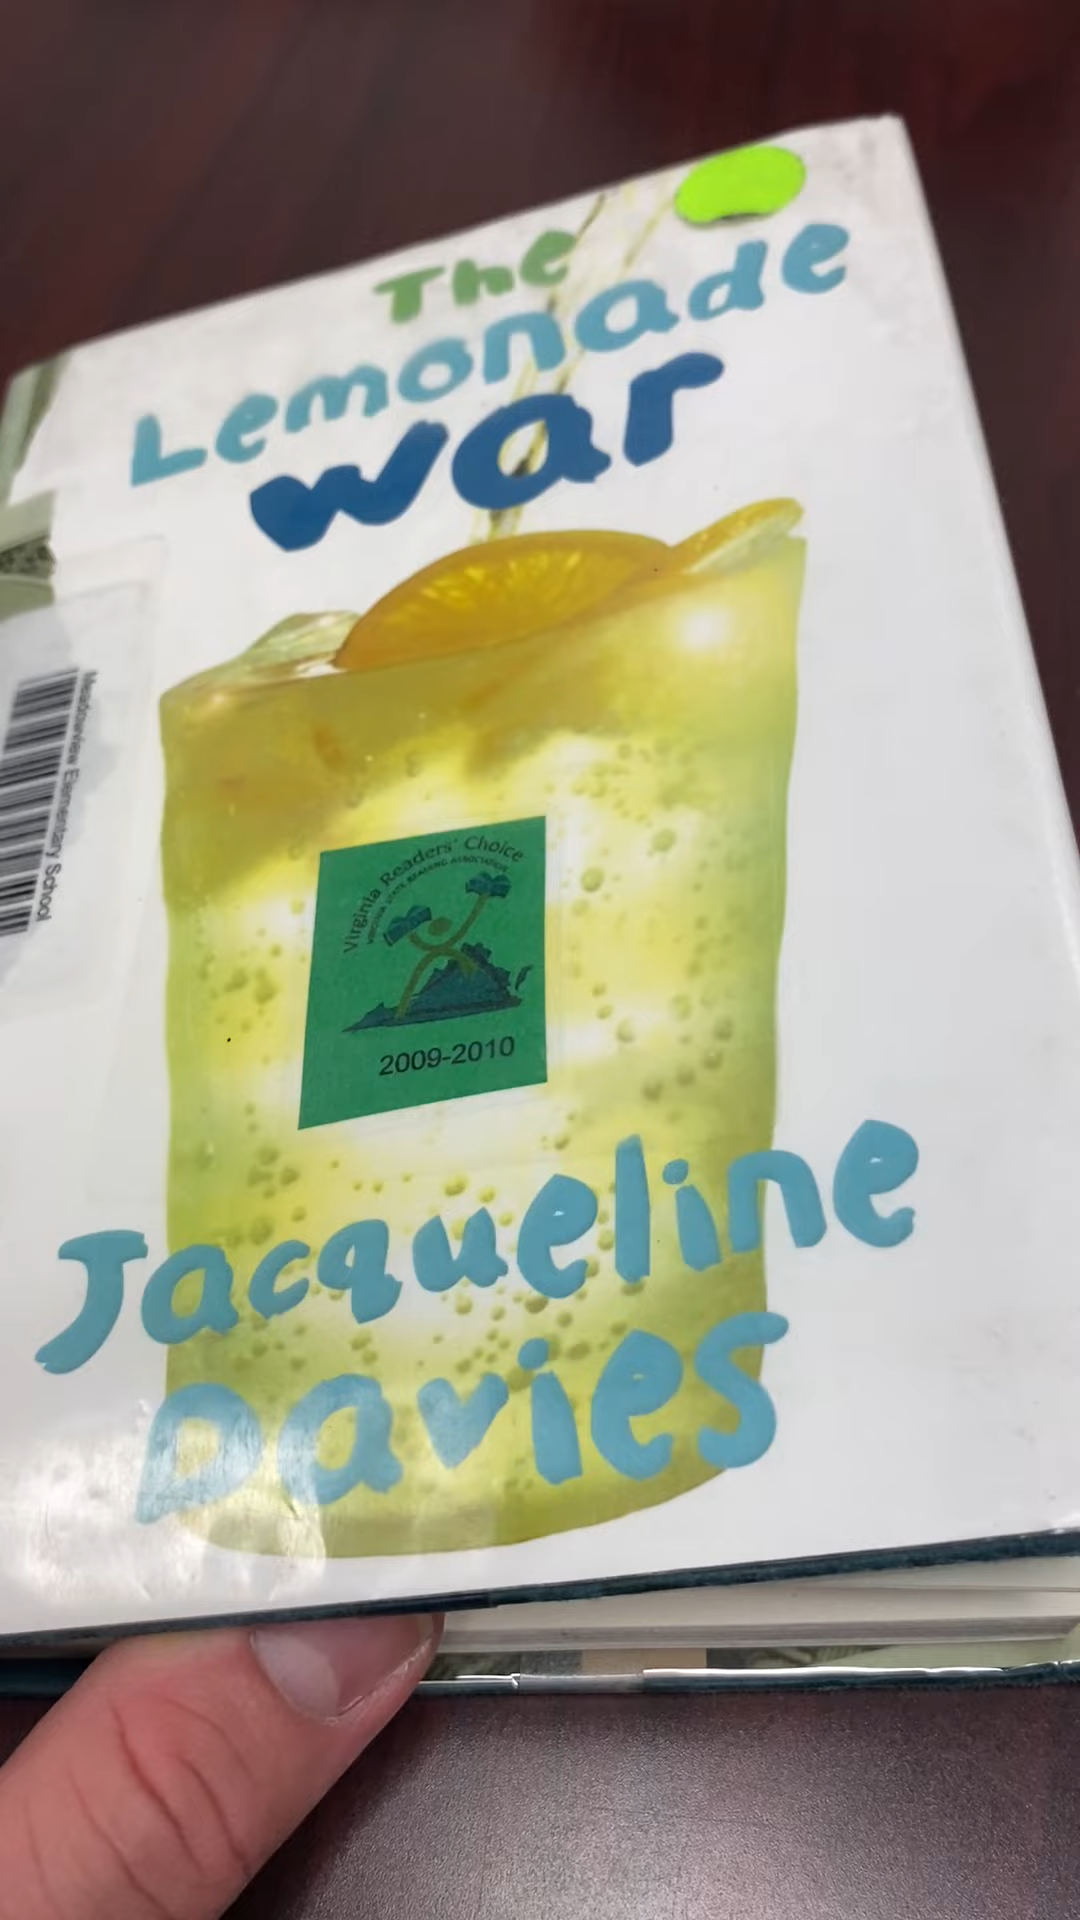 The
Lemonade
war
Meadowview Elementary School
Virginia Readers' Choice
VIRGINIA STATE READING ASSOCIATION
2009-2010
Jacqueline
Davies